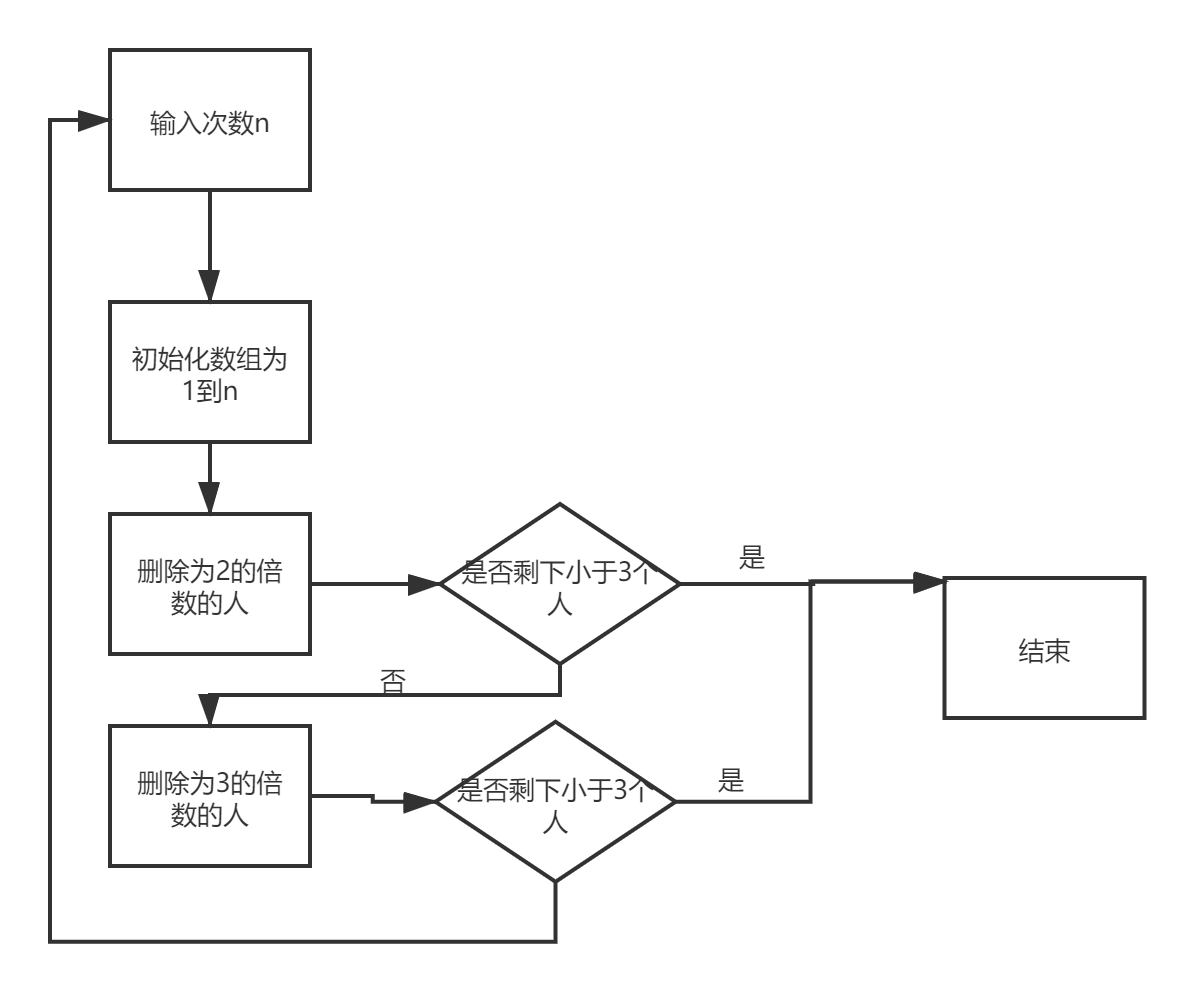 输入次数n
初始化数组为
1到n
删除为2的倍
数的人
是否剩下小于3个
人
是
结束
否
删除为3的倍
数的人
是否剩下小于3个
人
是